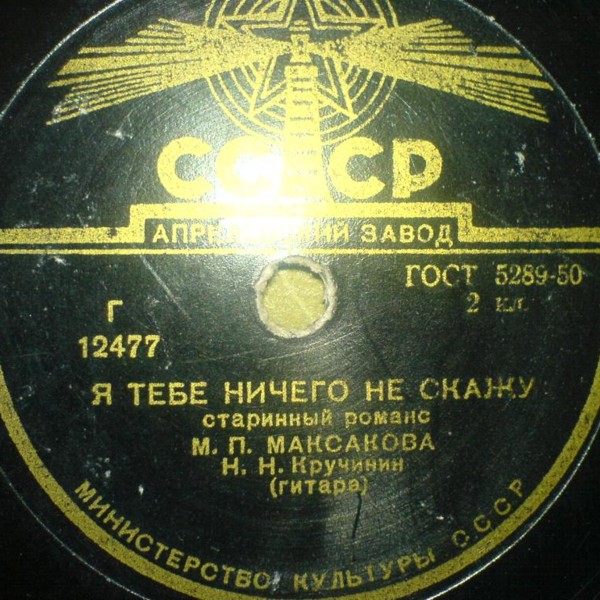 СССР
АПРЕЛЕВСКИЙ ЗАВОД
ГОСТ 5289-50
2 кл.
Г
12477
Я ТЕБЕ НИЧЕГО НЕ СКАЖУ
старинный романс
М. П. МАКСАКОВА
Н. Н. Кручинин
(гитара)
МИНИСТЕРСТВО КУЛЬТУРЫ СССР